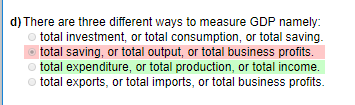 d) There are three different ways to measure GDP namely:
total investment, or total consumption, or total saving.
total saving, or total output, or total business profits.
total expenditure, or total production, or total income.
total exports, or total imports, or total business profits.